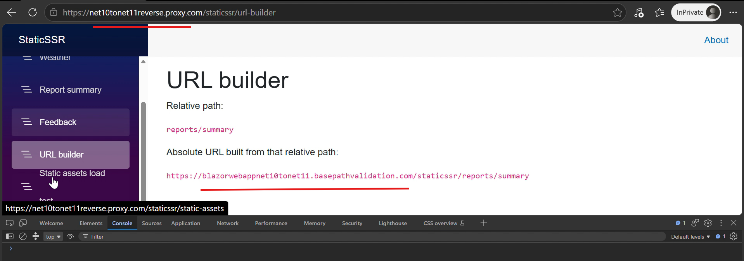 https://net10tonet11reverse.proxy.com/staticssr/url-builder
InPrivate
StaticSSR
About
Weather
Report summary
Feedback
URL builder
Static assets load
test
URL builder
Relative path:
reports/summary
Absolute URL built from that relative path:
https://blazorwebappnet10tonet11.basepathvalidation.com/staticssr/reports/summary
https://net10tonet11reverse.proxy.com/staticssr/static-assets
Welcome Elements Console Sources Application Network Performance Memory Security Lighthouse CSS overview
1
top Filter Default levels 1